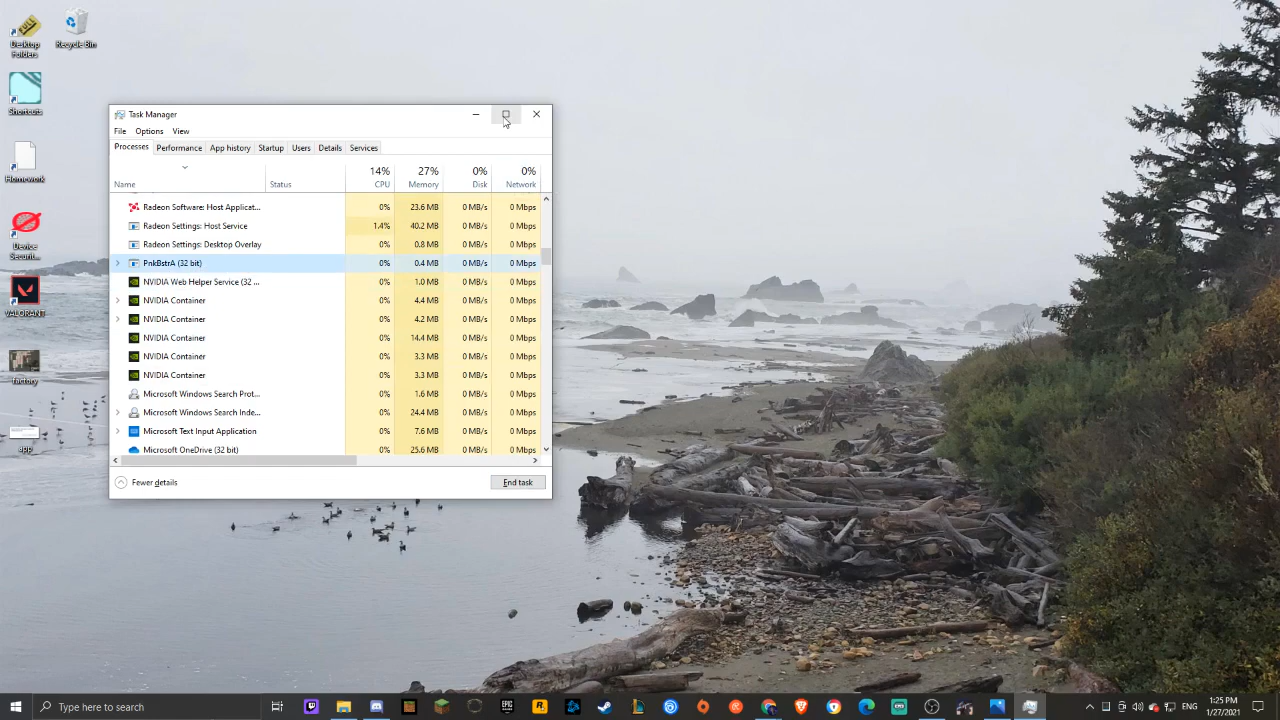 Desktop
Folders
Recycle Bin
Shortcuts
Homework
Device
Securit...
VALORANT
factory
app
Task Manager
File Options View
Processes Performance App history Startup Users Details Services
14% 27% 0% 0%
Name Status CPU Memory Disk Network
Radeon Software: Host Applicat... 0% 23.6 MB 0 MB/s 0 Mbps
Radeon Settings: Host Service 1.4% 40.2 MB 0 MB/s 0 Mbps
Radeon Settings: Desktop Overlay 0% 0.8 MB 0 MB/s 0 Mbps
PnkBstrA (32 bit) 0% 0.4 MB 0 MB/s 0 Mbps
NVIDIA Web Helper Service (32 ... 0% 1.0 MB 0 MB/s 0 Mbps
NVIDIA Container 0% 4.4 MB 0 MB/s 0 Mbps
NVIDIA Container 0% 4.2 MB 0 MB/s 0 Mbps
NVIDIA Container 0% 14.4 MB 0 MB/s 0 Mbps
NVIDIA Container 0% 3.3 MB 0 MB/s 0 Mbps
NVIDIA Container 0% 3.3 MB 0 MB/s 0 Mbps
Microsoft Windows Search Prot... 0% 1.6 MB 0 MB/s 0 Mbps
Microsoft Windows Search Inde... 0% 24.4 MB 0 MB/s 0 Mbps
Microsoft Text Input Application 0% 7.6 MB 0 MB/s 0 Mbps
Microsoft OneDrive (32 bit) 0% 25.6 MB 0 MB/s 0 Mbps
Fewer details End task
Type here to search
EPIC
ENG
1:25 PM
1/27/2021